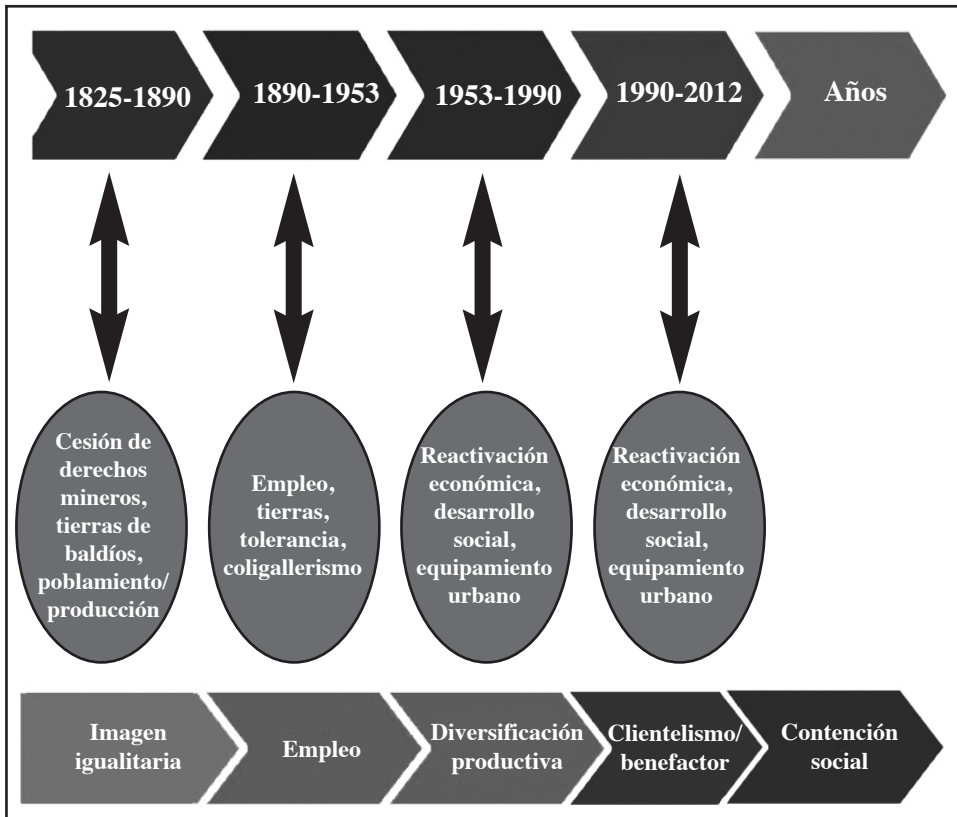 1825-1890
1890-1953
1953-1990
1990-2012
Años
Cesión de
derechos
mineros,
tierras de
baldíos,
poblamiento/
producción
Empleo,
tierras,
tolerancia,
coligallerismo
Reactivación
económica,
desarrollo
social,
equipamiento
urbano
Reactivación
económica,
desarrollo
social,
equipamiento
urbano
Imagen
igualitaria
Empleo
Diversificación
productiva
Clientelismo/
benefactor
Contención
social